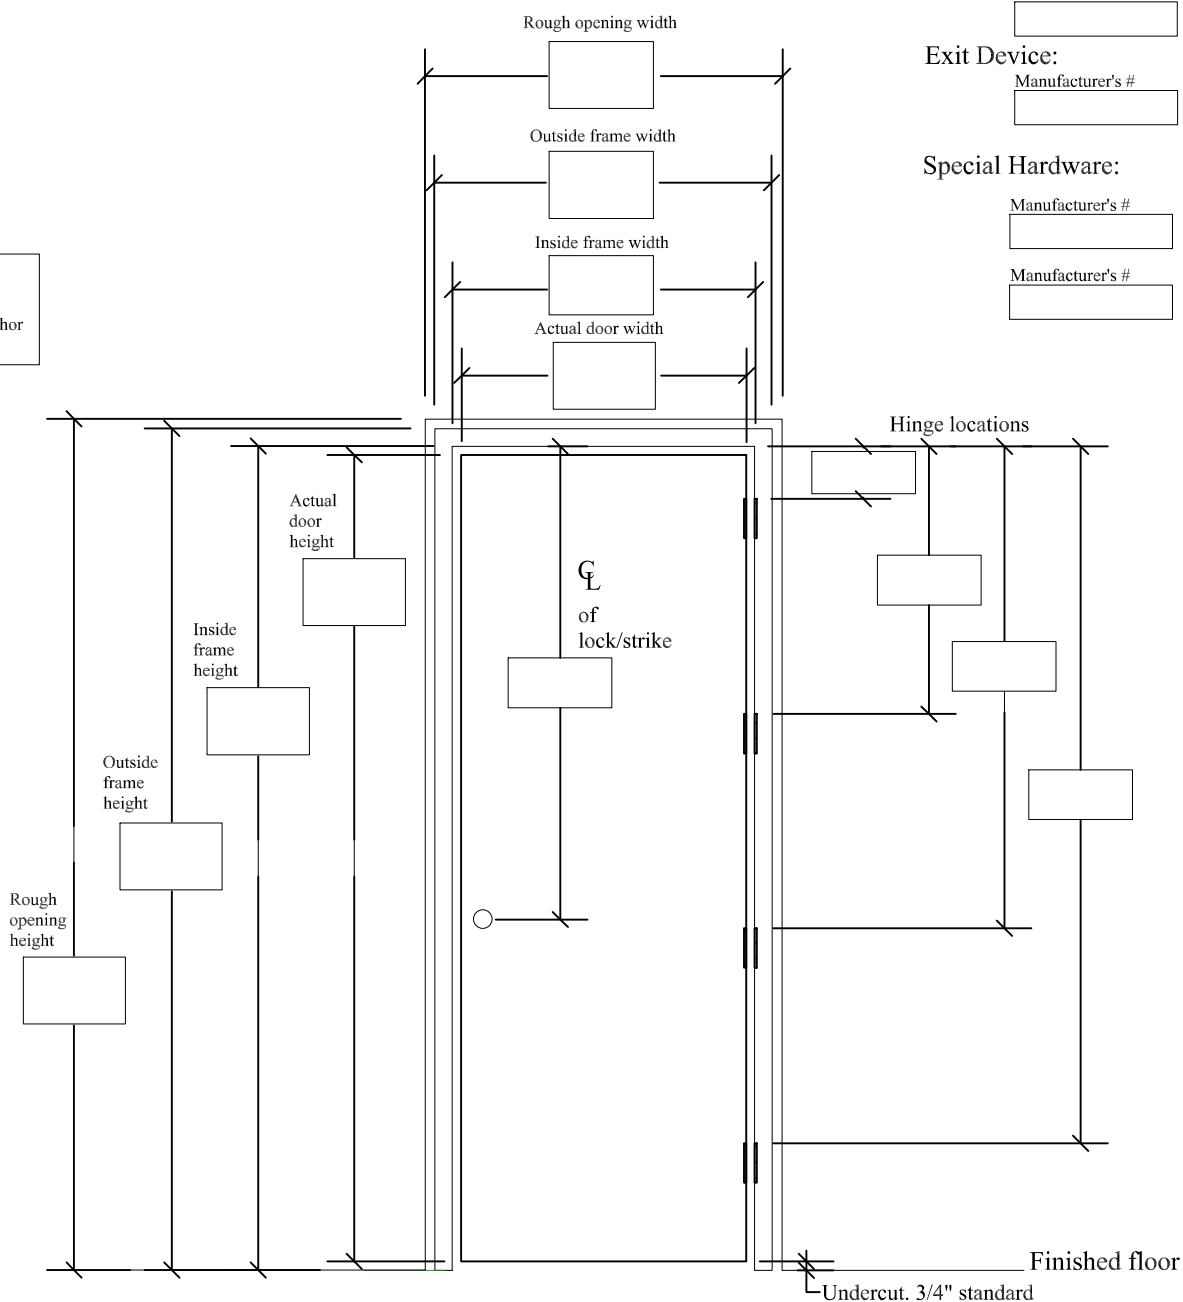 Rough opening width
Exit Device:
Manufacturer's #
Outside frame width
Special Hardware:
Manufacturer's #
Inside frame width
Manufacturer's #
hor
Actual door width
Hinge locations
Actual
door
height
CL
of
lock/strike
Inside
frame
height
Outside
frame
height
Rough
opening
height
Finished floor
Undercut. 3/4" standard